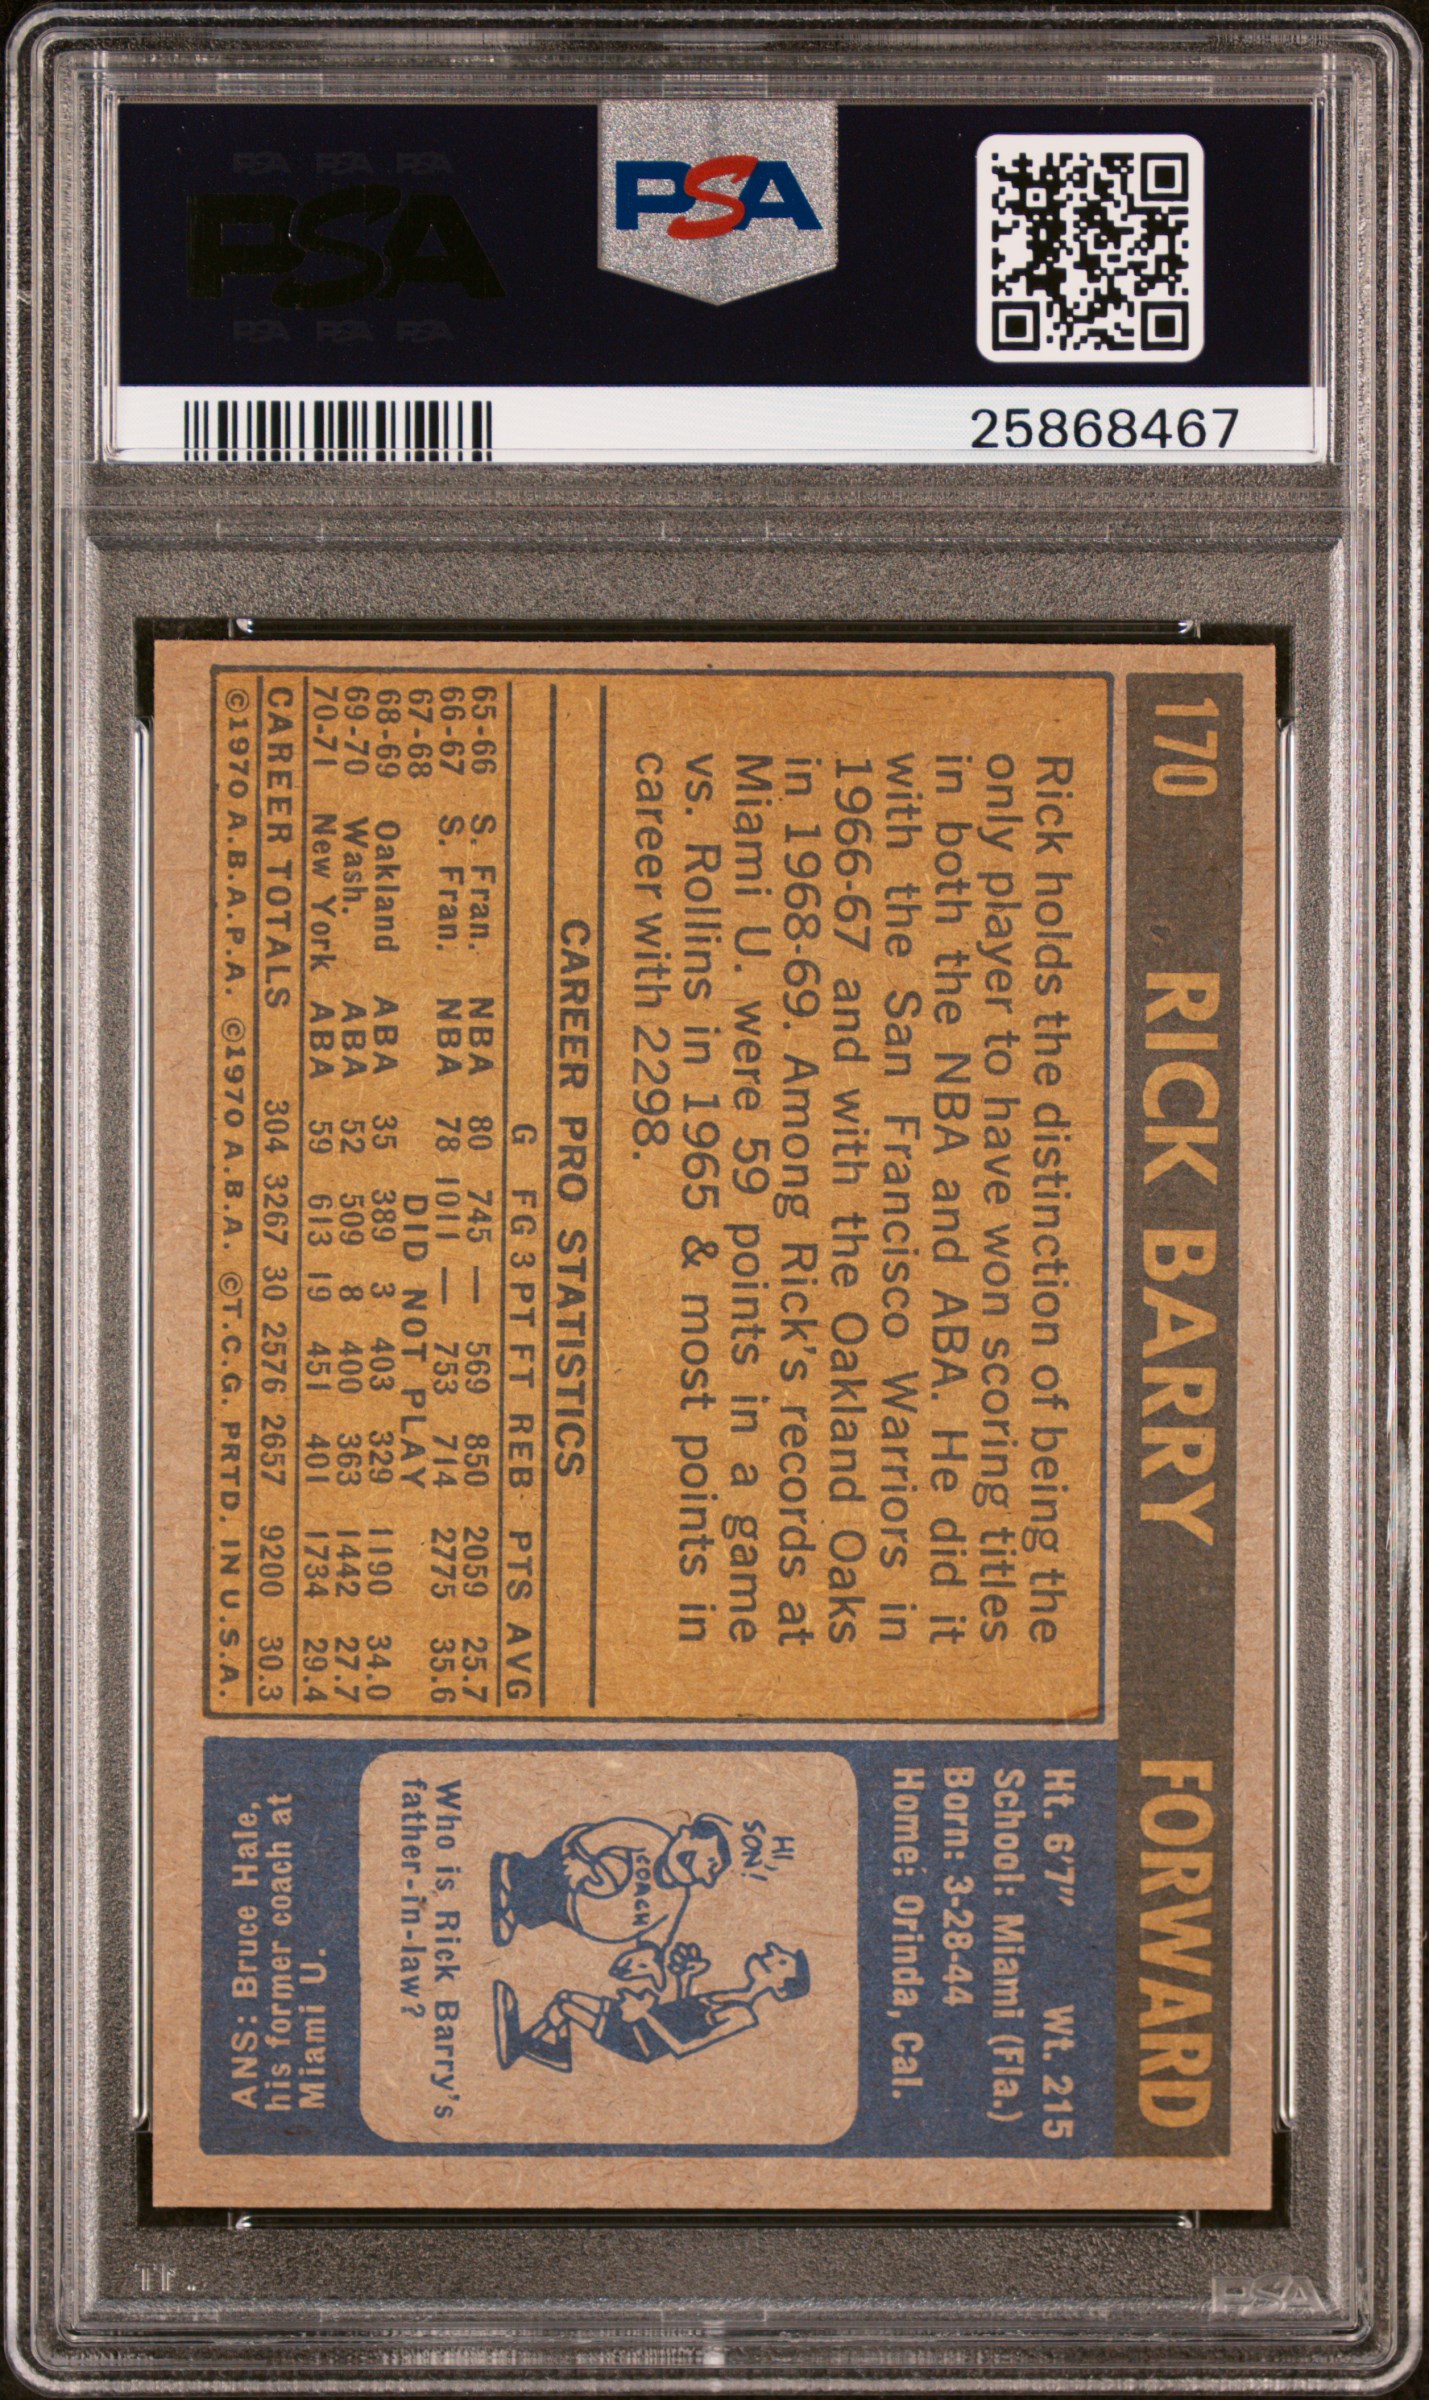 PSA PSA PSA
PSA
PSA PSA PSA
PSA
25868467
170 RICK BARRY FORWARD
Rick holds the distinction of being the
only player to have won scoring titles
in both the NBA and ABA. He did it
with the San Francisco Warriors in
1966-67 and with the Oakland Oaks
in 1968-69. Among Rick's records at
Miami U. were 59 points in a game
vs. Rollins in 1965 & most points in
career with 2298.
CAREER PRO STATISTICS
G FG 3 PT FT REB PTS AVG
65-66 S. Fran. NBA 80 745 — 569 850 2059 25.7
66-67 S. Fran. NBA 78 1011 — 753 714 2775 35.6
67-68 DID NOT PLAY
68-69 Oakland ABA 35 389 3 403 329 1190 34.0
69-70 Wash. ABA 52 509 8 400 363 1442 27.7
70-71 New York ABA 59 613 19 451 401 1734 29.4
CAREER TOTALS 304 3267 30 2576 2657 9200 30.3
©1970 A.B.A.P.A. ©1970 A.B.A. ©T.C.G. PRTD. IN U.S.A.
Ht. 6'7" Wt. 215
School: Miami (Fla.)
Born: 3-28-44
Home: Orinda, Cal.
HI,
SON!
COACH
Who is Rick Barry's
father-in-law?
ANS: Bruce Hale,
his former coach at
Miami U.
PSA